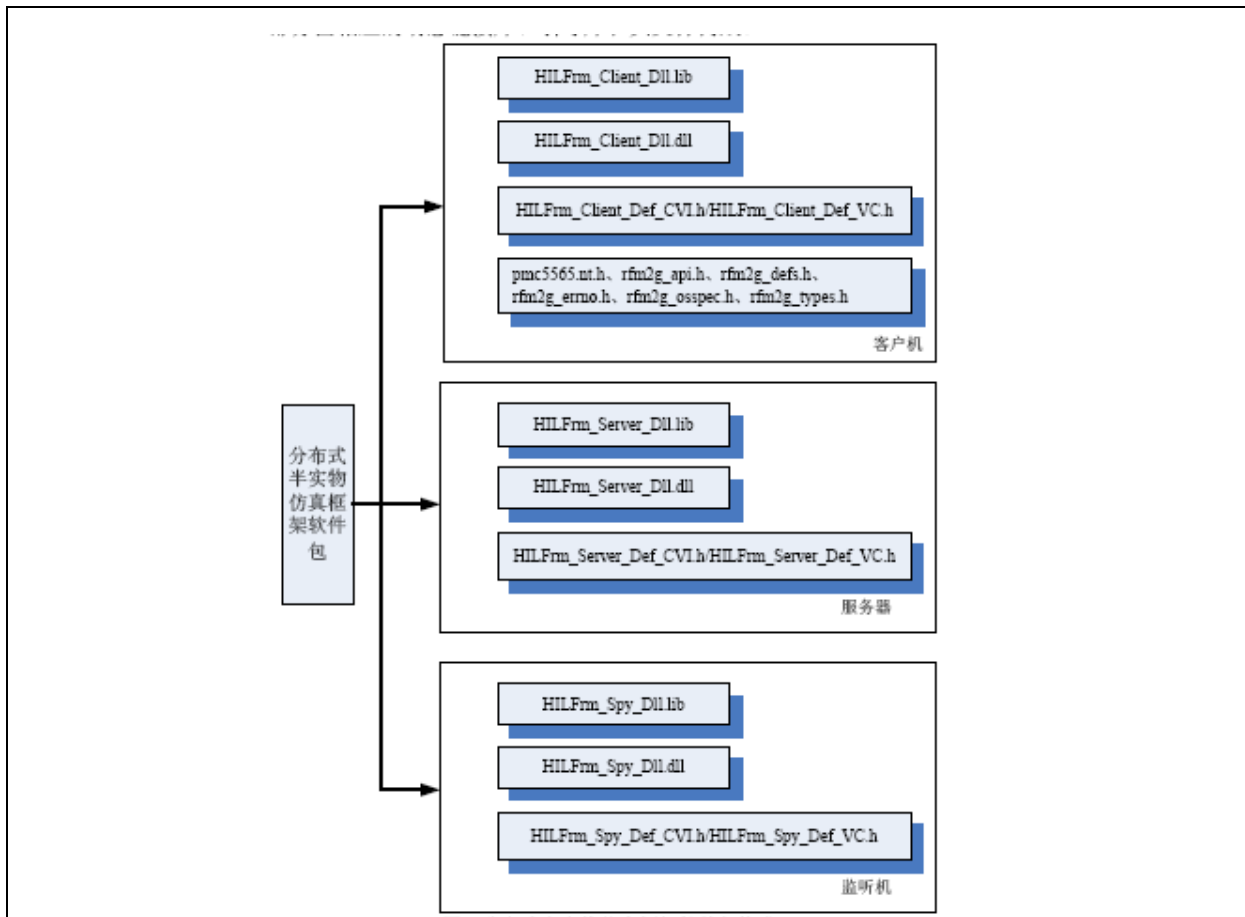 HILFrm_Client_Dll.lib
HILFrm_Client_Dll.dll
HILFrm_Client_Def_CVI.h/HILFrm_Client_Def_VC.h
pmc5565.nt.h、rfm2g_api.h、rfm2g_defs.h、
rfm2g_errno.h、rfm2g_osspec.h、rfm2g_types.h
客户机
分布式
半实物
仿真框
架软件
包
HILFrm_Server_Dll.lib
HILFrm_Server_Dll.dll
HILFrm_Server_Def_CVI.h/HILFrm_Server_Def_VC.h
服务器
HILFrm_Spy_Dll.lib
HILFrm_Spy_Dll.dll
HILFrm_Spy_Def_CVI.h/HILFrm_Spy_Def_VC.h
监听机